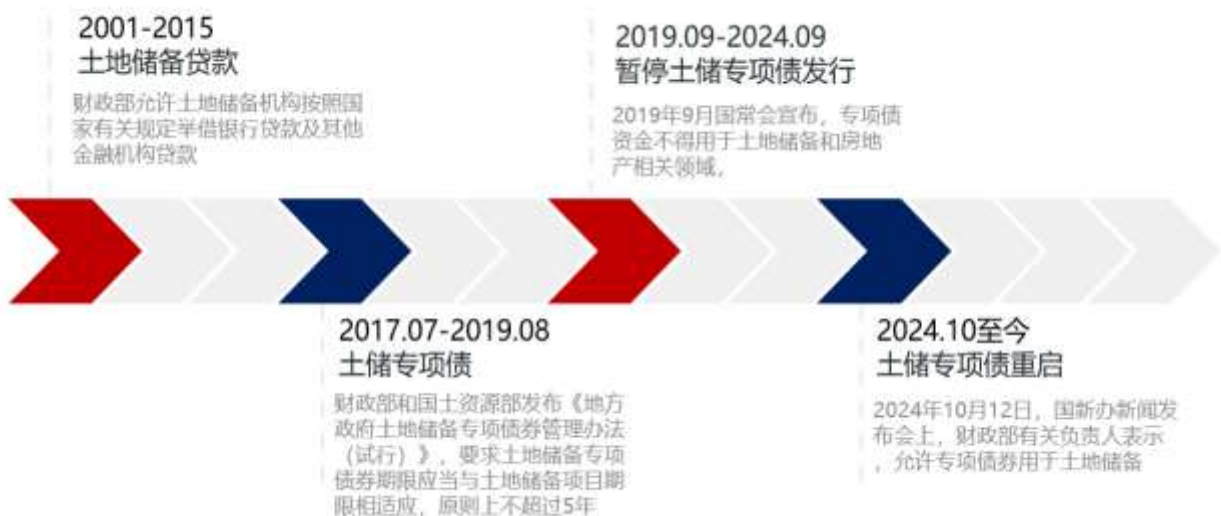 2001-2015
土地储备贷款
财政部允许土地储备机构按照国
家有关规定举借银行贷款及其他
金融机构贷款
2017.07-2019.08
土储专项债
财政部和国土资源部发布《地方
政府土地储备专项债券管理办法
（试行）》，要求土地储备专项
债券期限应当与土地储备项目期
限相适应，原则上不超过5年
2019.09-2024.09
暂停土储专项债发行
2019年9月国常会宣布，专项债
资金不得用于土地储备和房地
产相关领域，
2024.10至今
土储专项债重启
2024年10月12日，国新办新闻发
布会上，财政部有关负责人表示
，允许专项债券用于土地储备